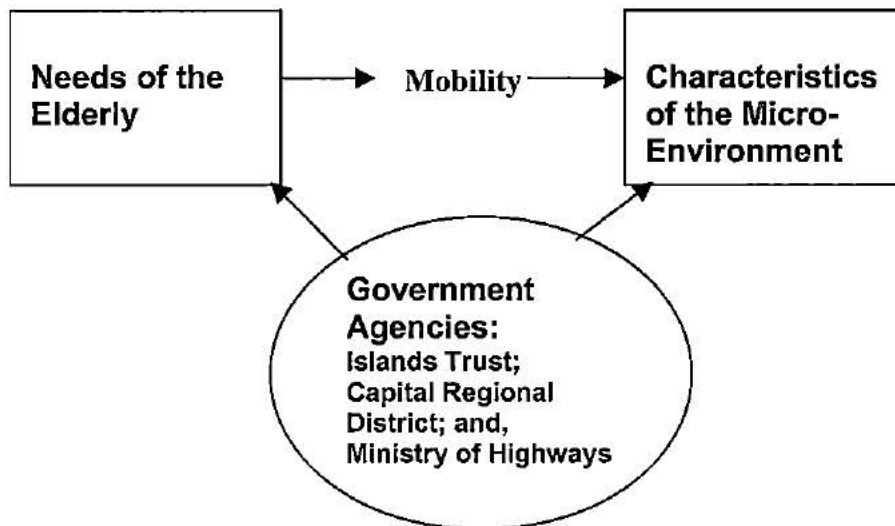 Needs of the
Elderly
Mobility
Characteristics
of the Micro-
Environment
Government
Agencies:
Islands Trust;
Capital Regional
District; and,
Ministry of Highways